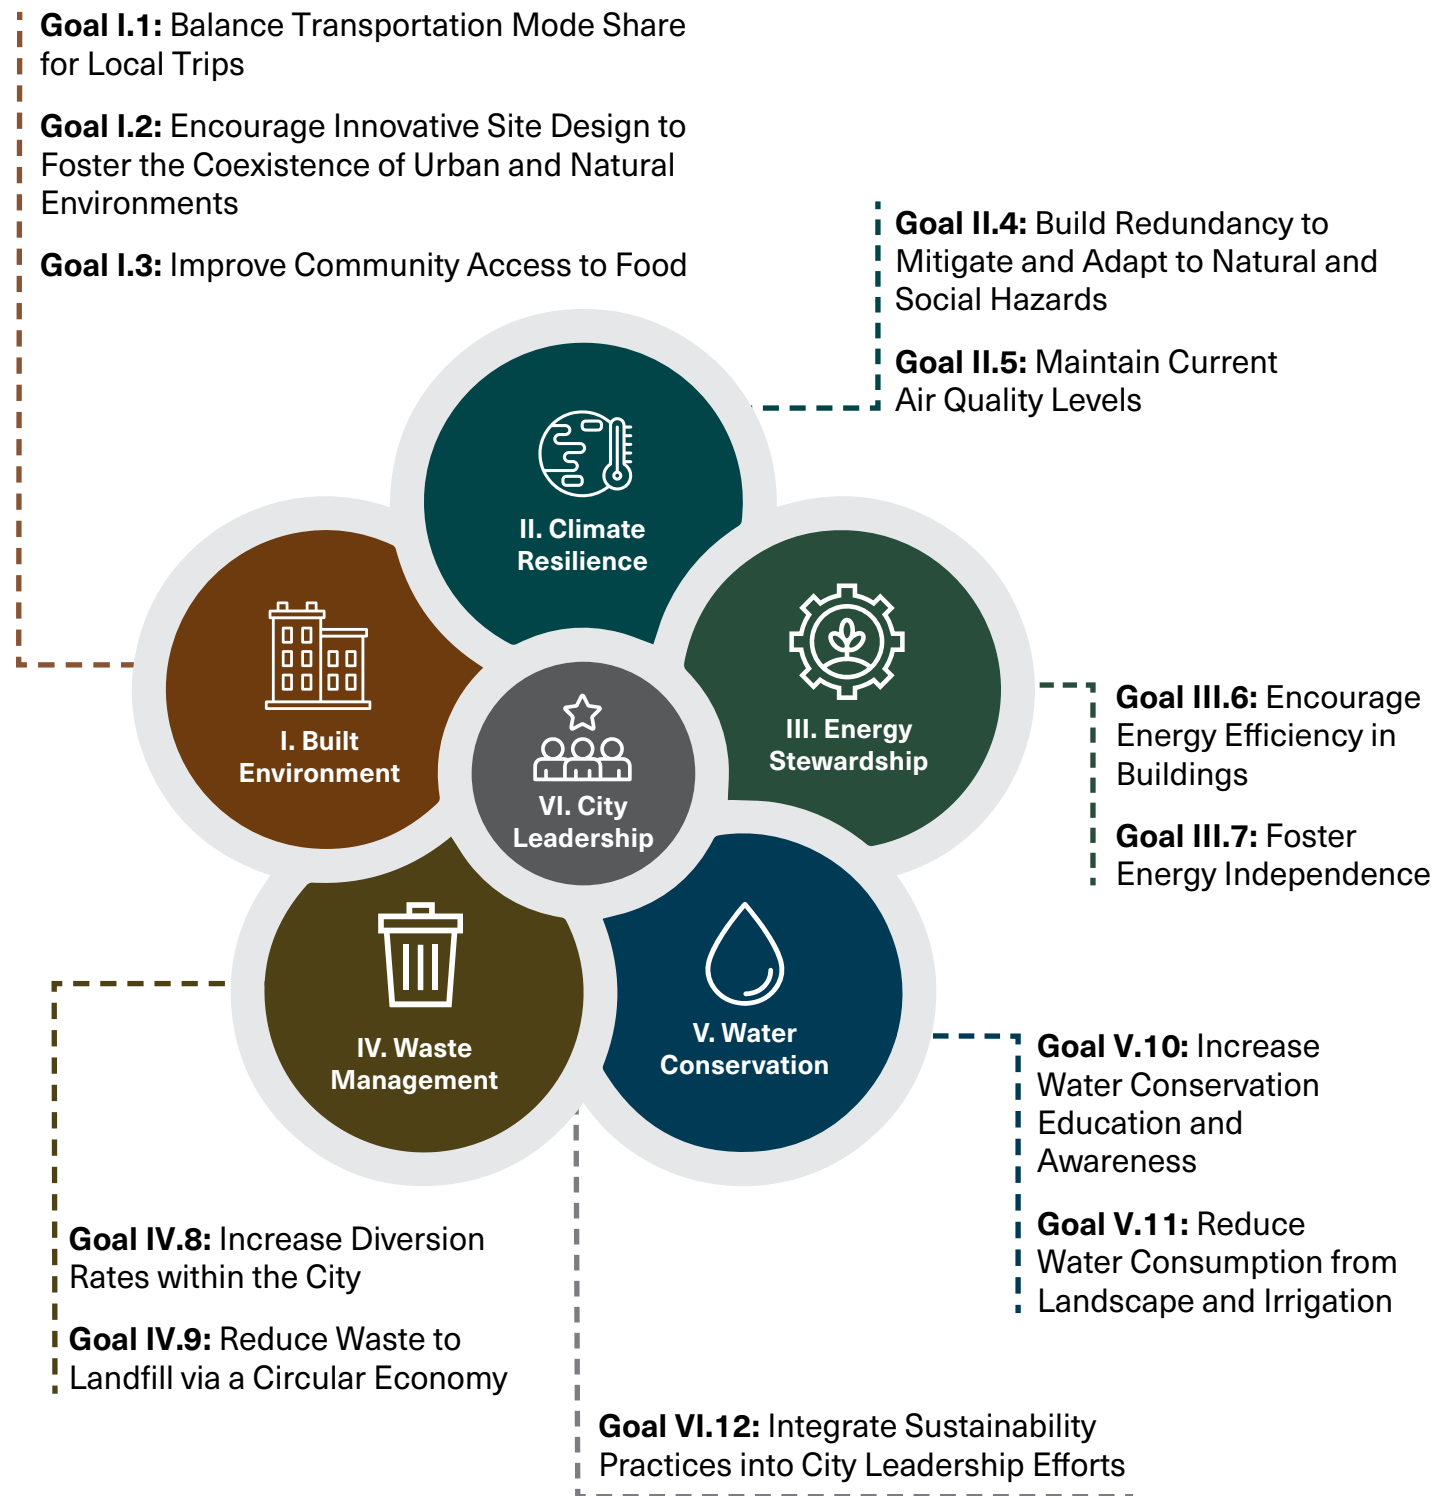 Goal I.1: Balance Transportation Mode Share
for Local Trips
Goal I.2: Encourage Innovative Site Design to
Foster the Coexistence of Urban and Natural
Environments
Goal I.3: Improve Community Access to Food
Goal II.4: Build Redundancy to
Mitigate and Adapt to Natural and
Social Hazards
Goal II.5: Maintain Current
Air Quality Levels
II. Climate
Resilience
I. Built
Environment
III. Energy
Stewardship
VI. City
Leadership
Goal III.6: Encourage
Energy Efficiency in
Buildings
Goal III.7: Foster
Energy Independence
IV. Waste
Management
V. Water
Conservation
Goal V.10: Increase
Water Conservation
Education and
Awareness
Goal V.11: Reduce
Water Consumption from
Landscape and Irrigation
Goal IV.8: Increase Diversion
Rates within the City
Goal IV.9: Reduce Waste to
Landfill via a Circular Economy
Goal VI.12: Integrate Sustainability
Practices into City Leadership Efforts